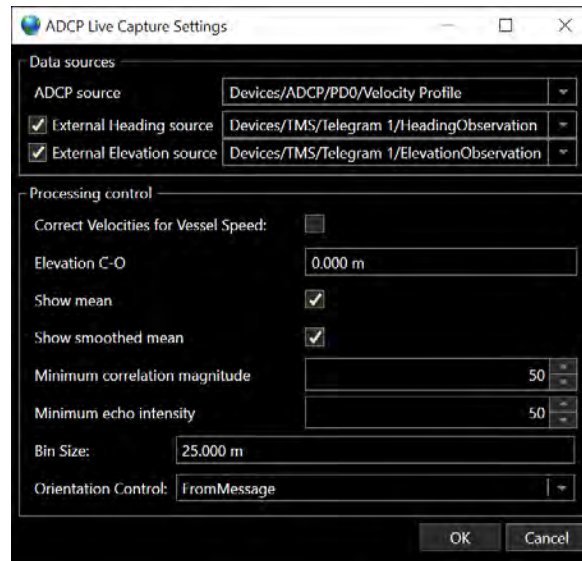 ADCP Live Capture Settings
Data sources
ADCP source Devices/ADCP/PD0/Velocity Profile
External Heading source Devices/TMS/Telegram 1/HeadingObservation
External Elevation source Devices/TMS/Telegram 1/ElevationObservation
Processing control
Correct Velocities for Vessel Speed:
Elevation C-O 0.000 m
Show mean
Show smoothed mean
Minimum correlation magnitude 50
Minimum echo intensity 50
Bin Size: 25.000 m
Orientation Control: FromMessage
OK Cancel